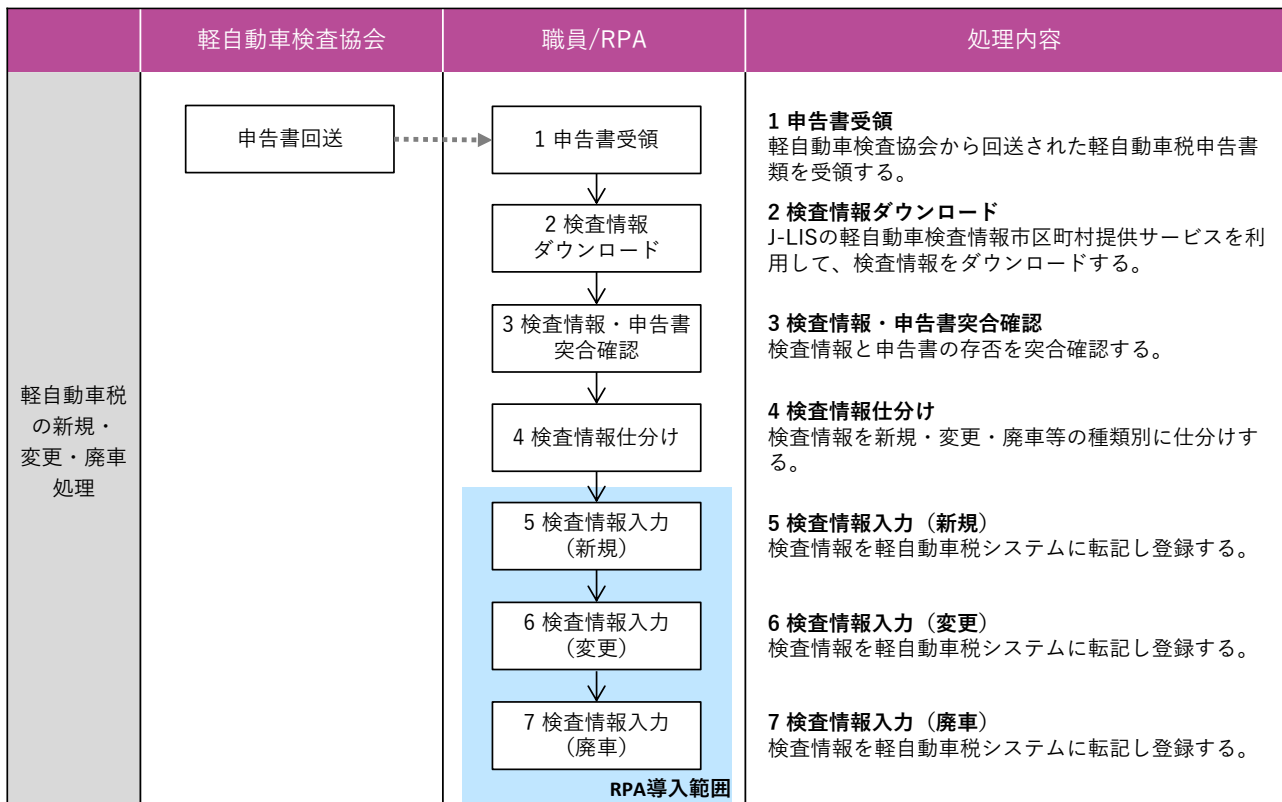 軽自動車検査協会
職員/RPA
処理内容
軽自動車税
の新規・
変更・廃車
処理
申告書回送
1 申告書受領
2 検査情報
ダウンロード
3 検査情報・申告書
突合確認
4 検査情報仕分け
5 検査情報入力
（新規）
6 検査情報入力
（変更）
7 検査情報入力
（廃車）
RPA導入範囲
1 申告書受領
軽自動車検査協会から回送された軽自動車税申告書
類を受領する。
2 検査情報ダウンロード
J-LISの軽自動車検査情報市区町村提供サービスを利
用して、検査情報をダウンロードする。
3 検査情報・申告書突合確認
検査情報と申告書の存否を突合確認する。
4 検査情報仕分け
検査情報を新規・変更・廃車等の種類別に仕分けす
る。
5 検査情報入力（新規）
検査情報を軽自動車税システムに転記し登録する。
6 検査情報入力（変更）
検査情報を軽自動車税システムに転記し登録する。
7 検査情報入力（廃車）
検査情報を軽自動車税システムに転記し登録する。